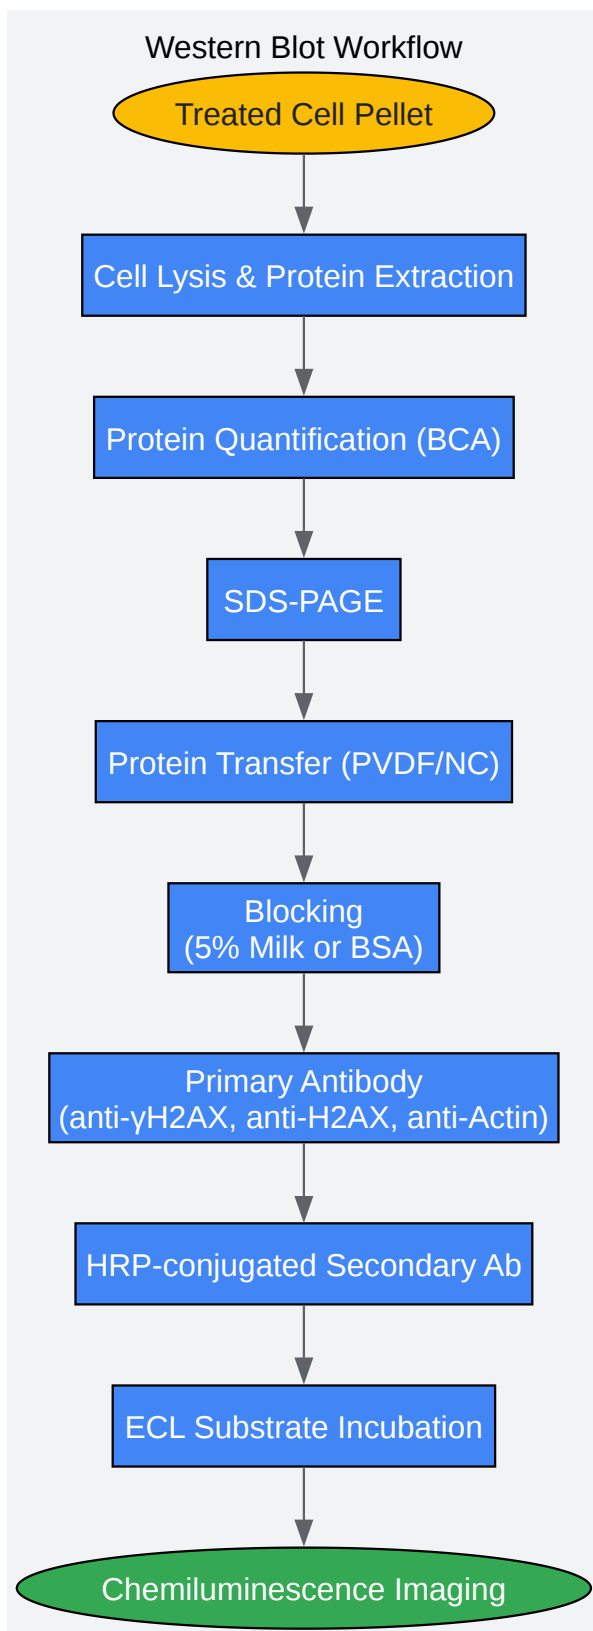 Western Blot Workflow
Treated Cell Pellet
Cell Lysis & Protein Extraction
Protein Quantification (BCA)
SDS-PAGE
Protein Transfer (PVDF/NC)
Blocking
(5% Milk or BSA)
Primary Antibody
(anti-γH2AX, anti-H2AX, anti-Actin)
HRP-conjugated Secondary Ab
ECL Substrate Incubation
Chemiluminescence Imaging